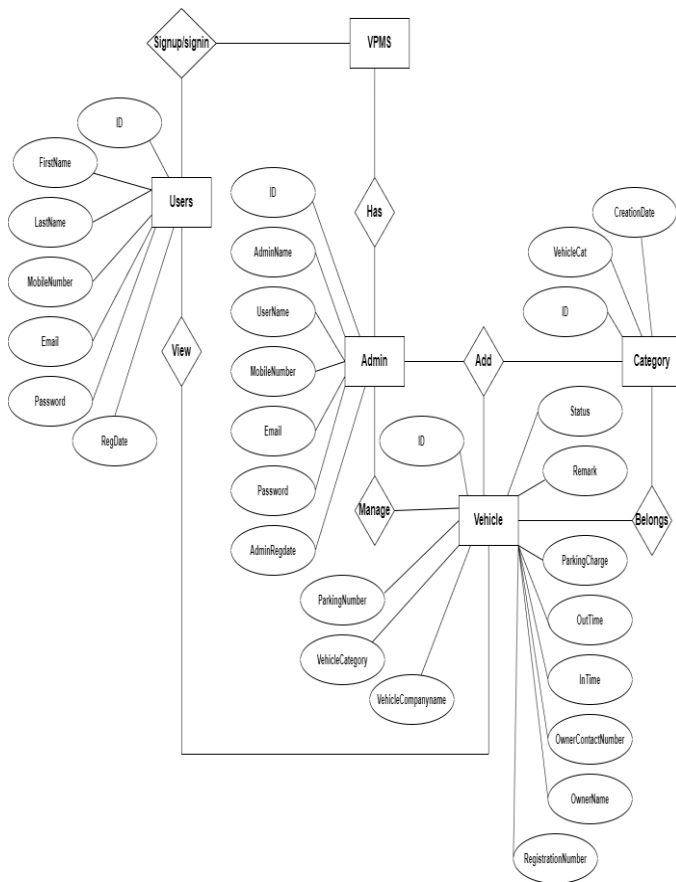 Signup/signin
VPMS
ID
FirstName
Users
LastName
MobileNumber
Email
Password
RegDate
View
Has
ID
AdminName
UserName
MobileNumber
Email
Password
AdminRegdate
Admin
Add
CreationDate
VehicleCat
ID
Category
Manage
ID
Status
Remark
Vehicle
Belongs
ParkingNumber
VehicleCategory
VehicleCompanyname
ParkingCharge
OutTime
InTime
OwnerContactNumber
OwnerName
RegistrationNumber